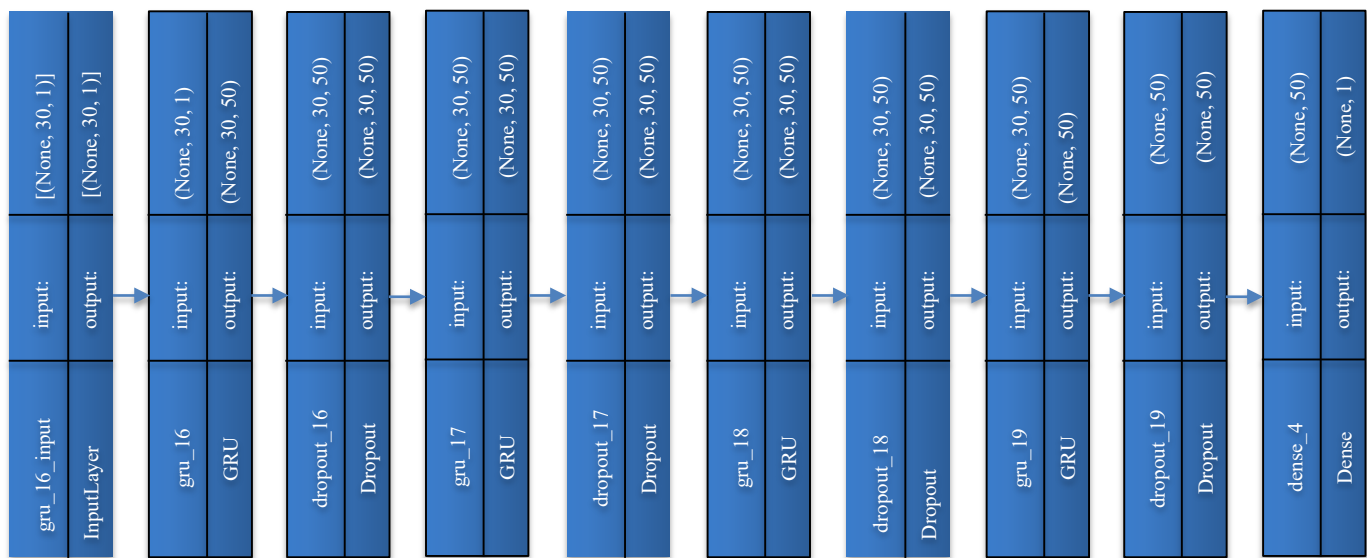 gru_16_input input: [(None, 30, 1)]
InputLayer output: [(None, 30, 1)]
gru_16 input: (None, 30, 1)
GRU output: (None, 30, 50)
dropout_16 input: (None, 30, 50)
Dropout output: (None, 30, 50)
gru_17 input: (None, 30, 50)
GRU output: (None, 30, 50)
dropout_17 input: (None, 30, 50)
Dropout output: (None, 30, 50)
gru_18 input: (None, 30, 50)
GRU output: (None, 30, 50)
dropout_18 input: (None, 30, 50)
Dropout output: (None, 30, 50)
gru_19 input: (None, 30, 50)
GRU output: (None, 50)
dropout_19 input: (None, 50)
Dropout output: (None, 50)
dense_4 input: (None, 50)
Dense output: (None, 1)